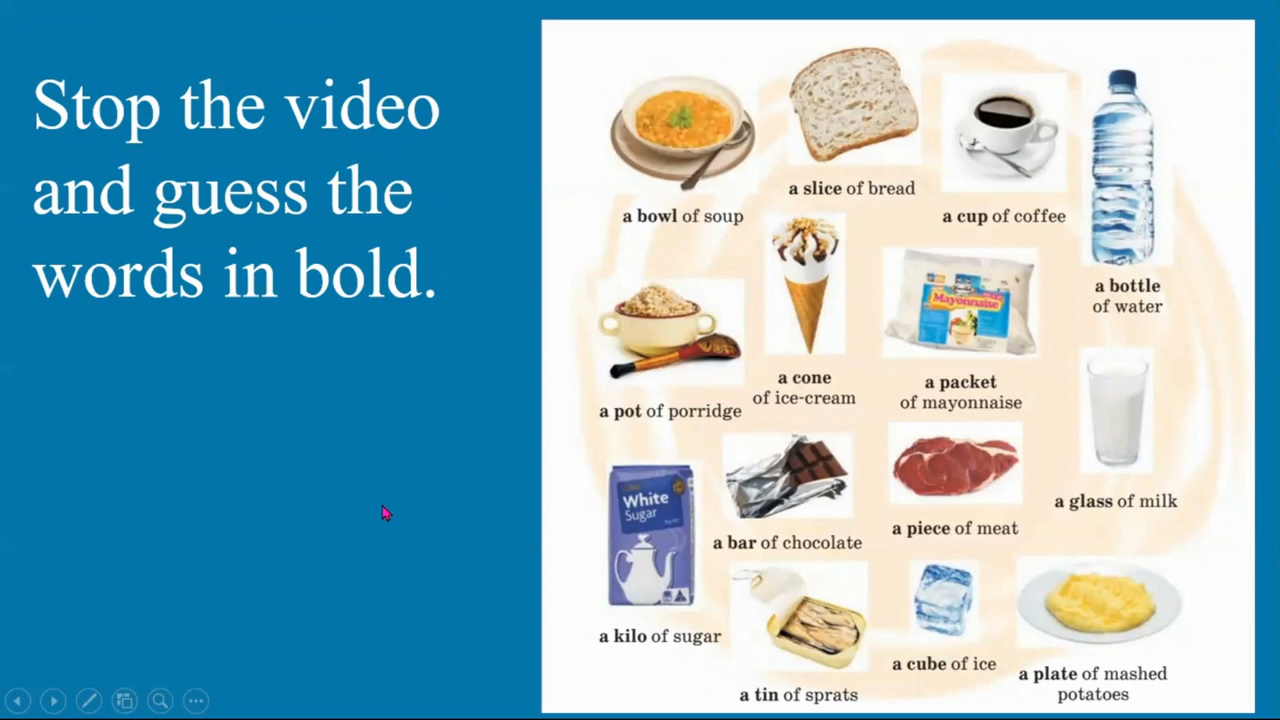 Stop the video
and guess the
words in bold.
a bowl of soup
a slice of bread
a cup of coffee
a bottle
of water
a pot of porridge
a cone
of ice-cream
Mayonnaise
a packet
of mayonnaise
a glass of milk
White
Sugar
a kilo of sugar
a bar of chocolate
a piece of meat
a tin of sprats
a cube of ice
a plate of mashed
potatoes